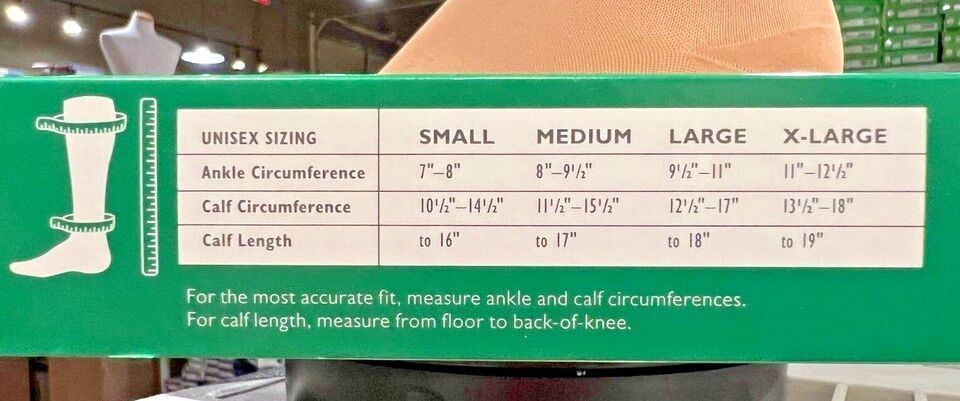 UNISEX SIZING SMALL MEDIUM LARGE X-LARGE
Ankle Circumference 7"–8" 8"–9½" 9½"–11" 11"–12½"
Calf Circumference 10½"–14½" 11½"–15½" 12½"–17" 13½"–18"
Calf Length to 16" to 17" to 18" to 19"
For the most accurate fit, measure ankle and calf circumferences.
For calf length, measure from floor to back-of-knee.